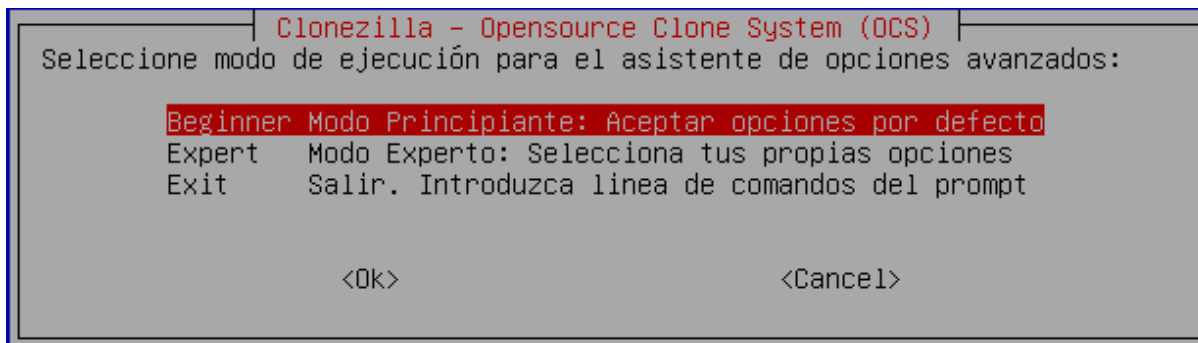 Clonezilla - Opensource Clone System (OCS)
Seleccione modo de ejecución para el asistente de opciones avanzados:
Beginner Modo Principiante: Aceptar opciones por defecto
Expert Modo Experto: Selecciona tus propias opciones
Exit Salir. Introduzca linea de comandos del prompt
<Ok> <Cancel>